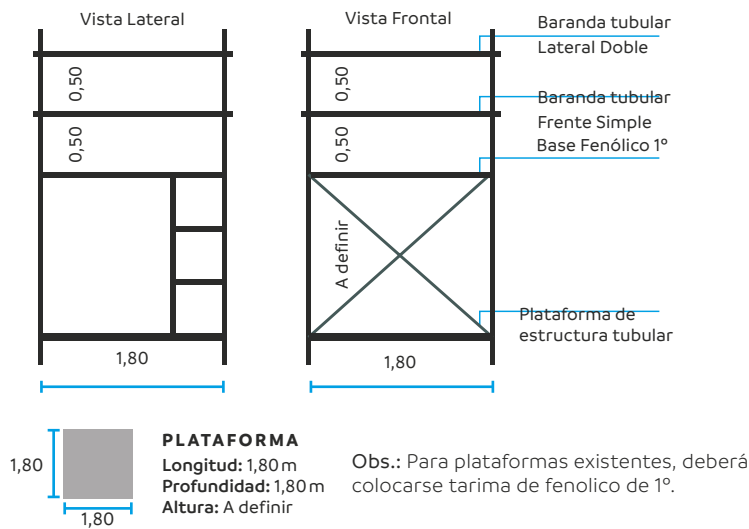 Vista Lateral
0,50
0,50
1,80
Vista Frontal
0,50
0,50
A definir
1,80
Baranda tubular
Lateral Doble
Baranda tubular
Frente Simple
Base Fenólico 1°
Plataforma de
estructura tubular
1,80
1,80
PLATAFORMA
Longitud: 1,80 m
Profundidad: 1,80 m
Altura: A definir
Obs.: Para plataformas existentes, deberá
colocarse tarima de fenolico de 1°.